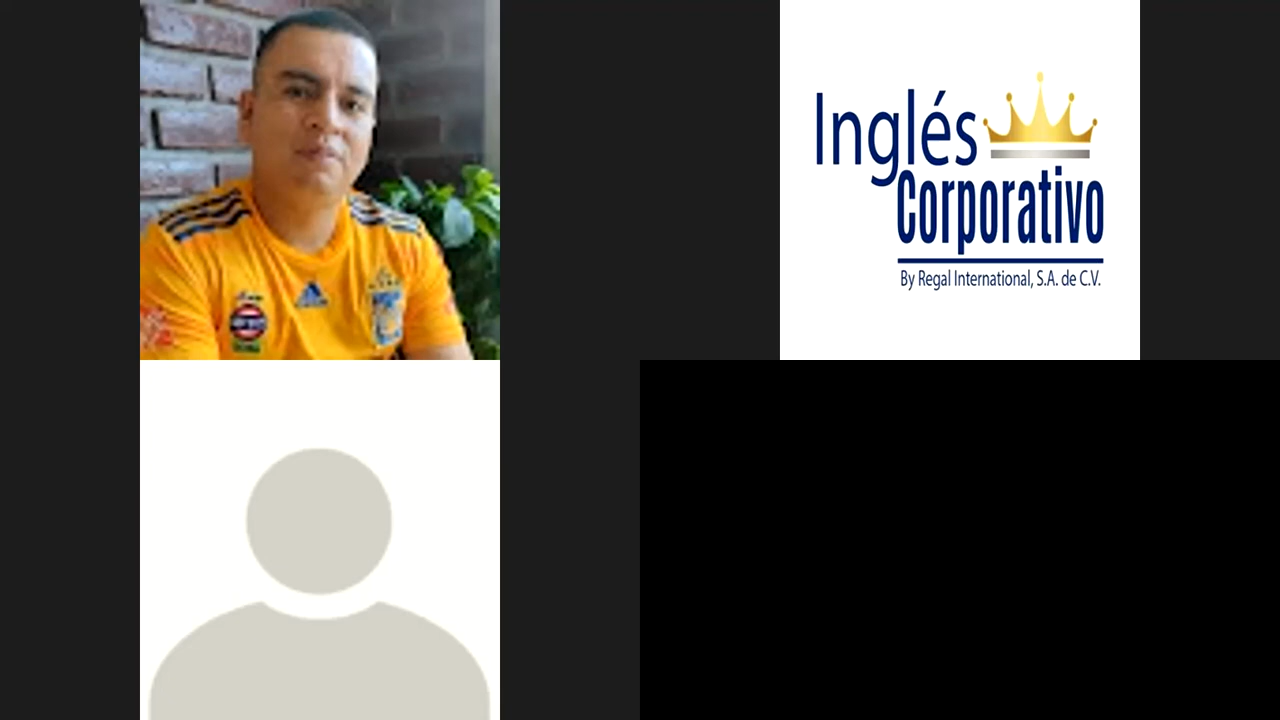 Inglés
Corporativo
By Regal International, S.A. de C.V.